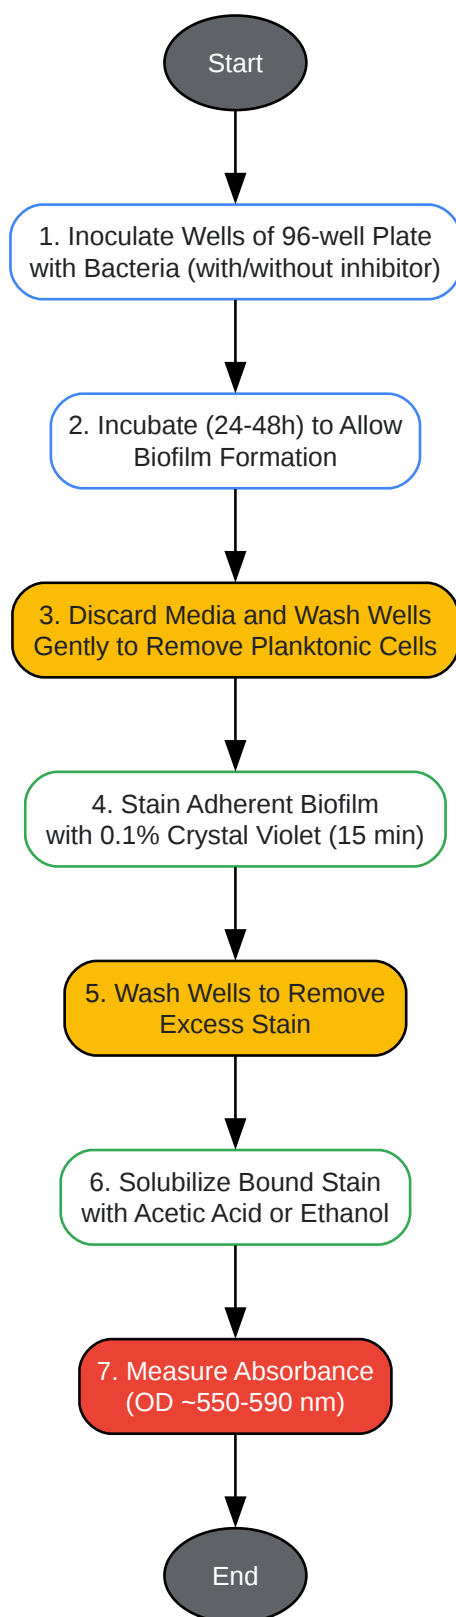 Start
1. Inoculate Wells of 96-well Plate
with Bacteria (with/without inhibitor)
2. Incubate (24-48h) to Allow
Biofilm Formation
3. Discard Media and Wash Wells
Gently to Remove Planktonic Cells
4. Stain Adherent Biofilm
with 0.1% Crystal Violet (15 min)
5. Wash Wells to Remove
Excess Stain
6. Solubilize Bound Stain
with Acetic Acid or Ethanol
7. Measure Absorbance
(OD ~550-590 nm)
End